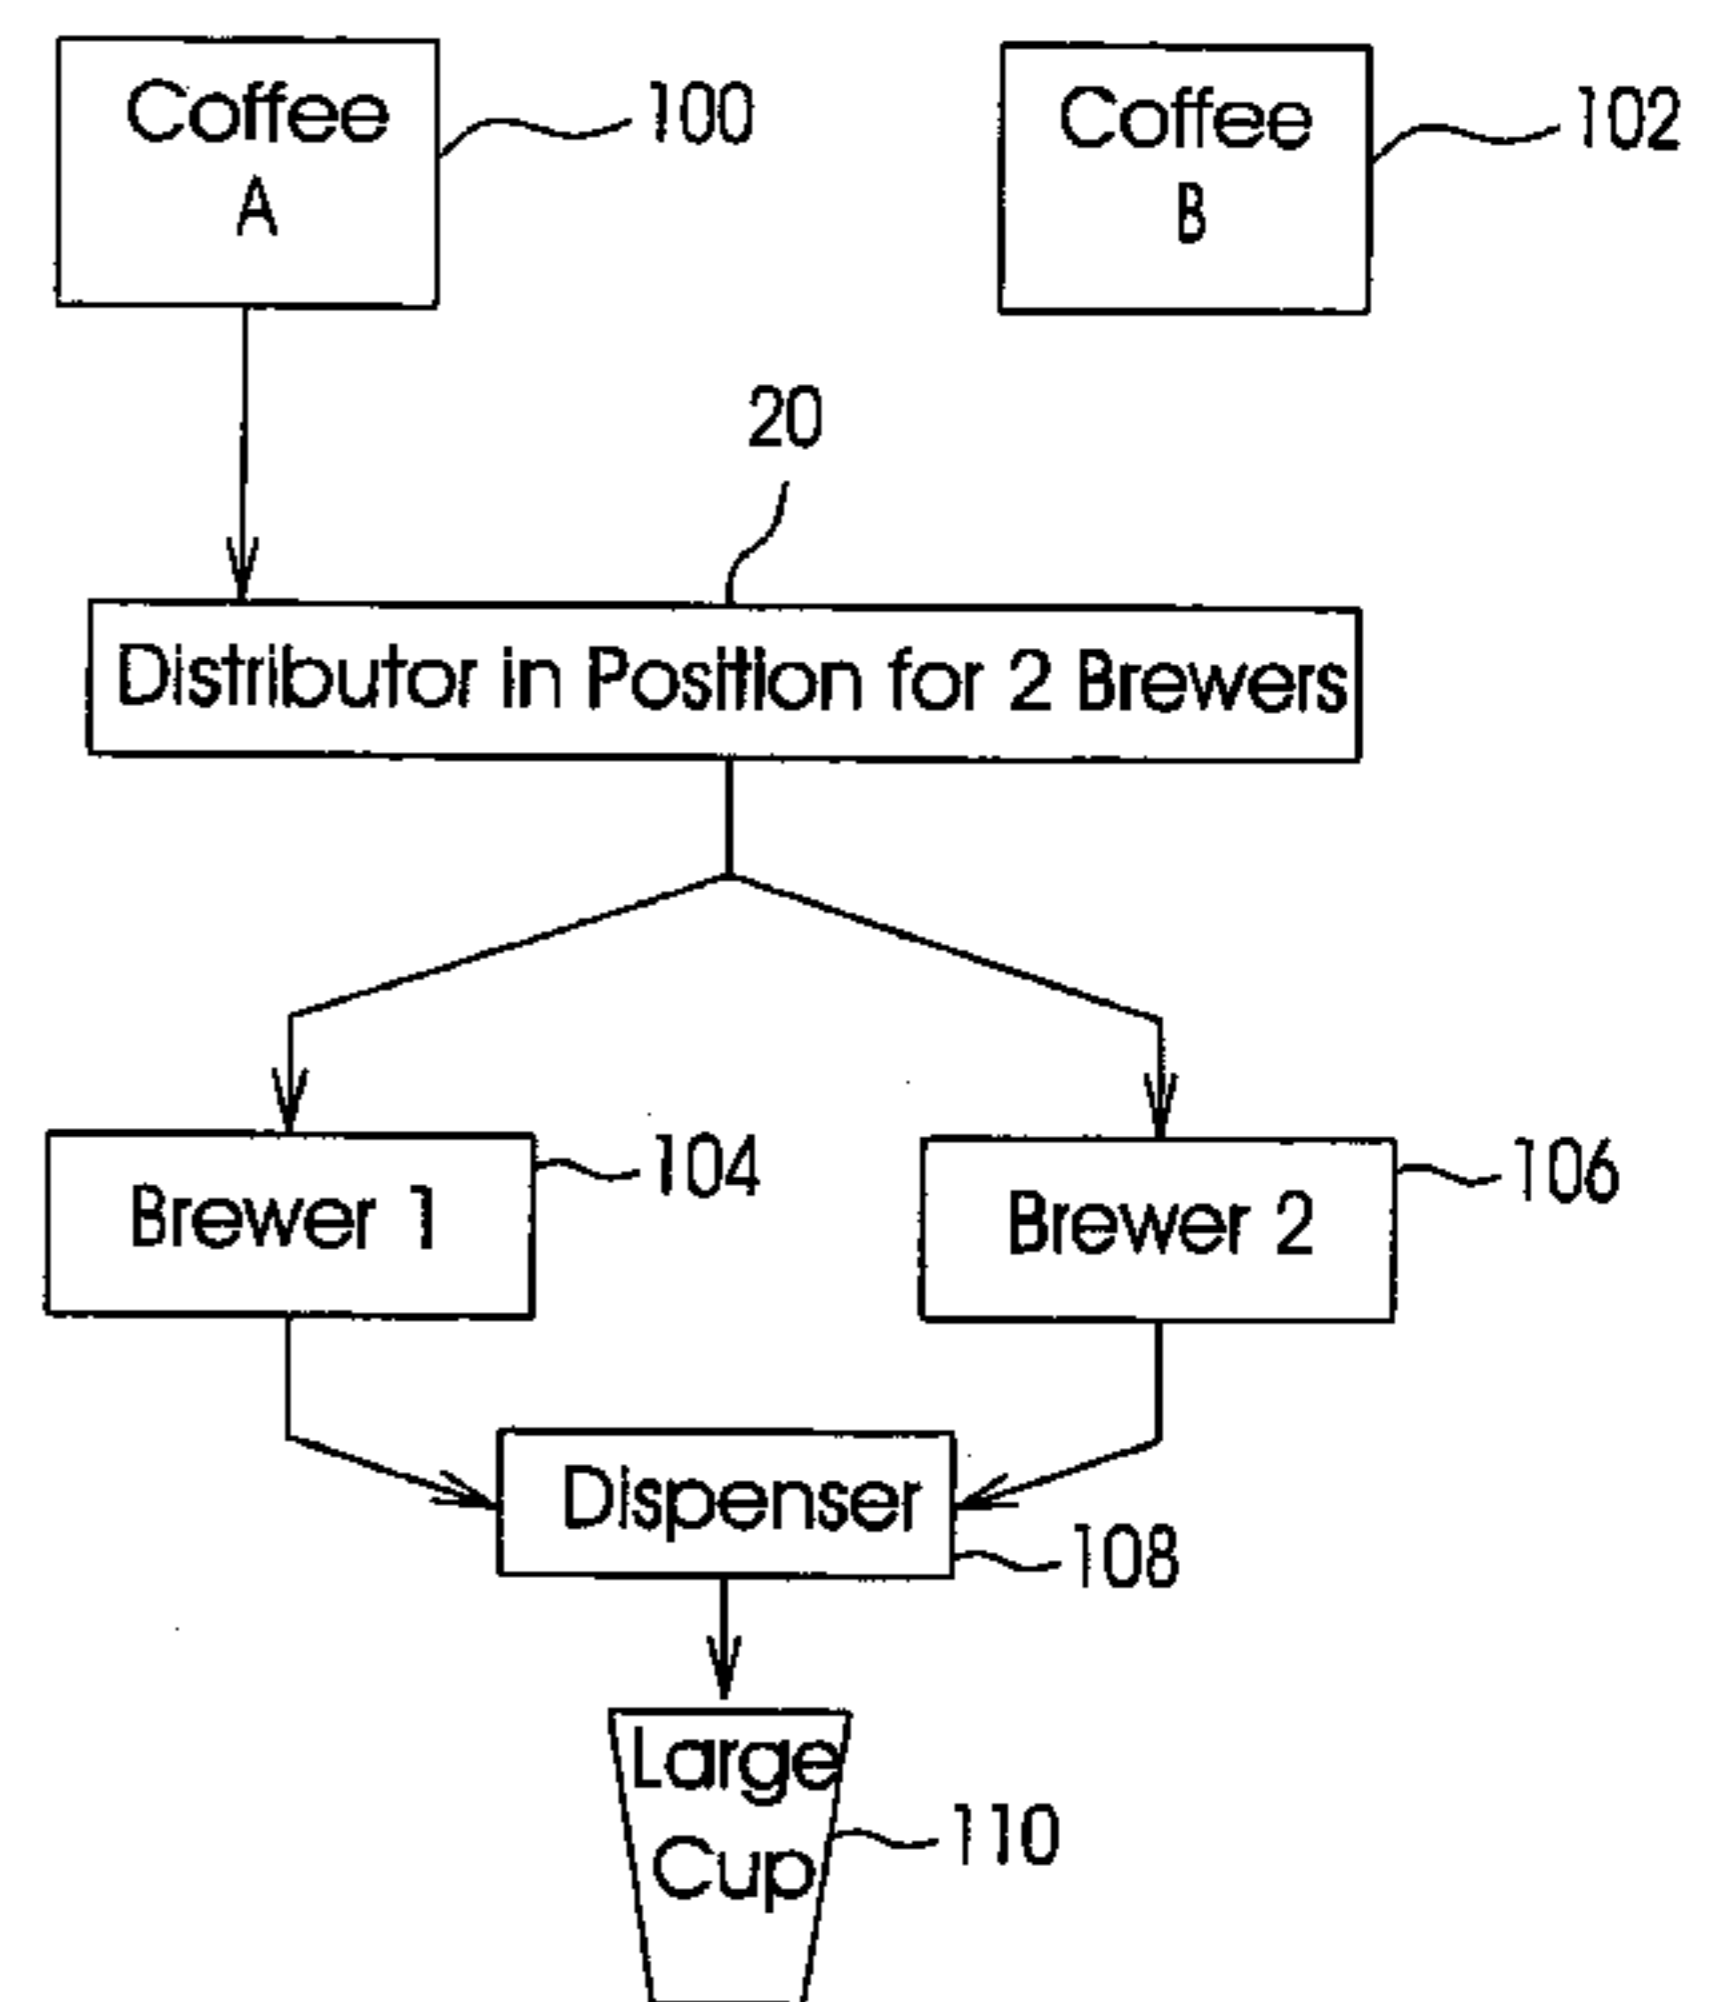 Coffee
A
100
Coffee
B
102
20
Distributor in Position for 2 Brewers
Brewer 1
104
Brewer 2
106
Dispenser
108
Large
Cup
110